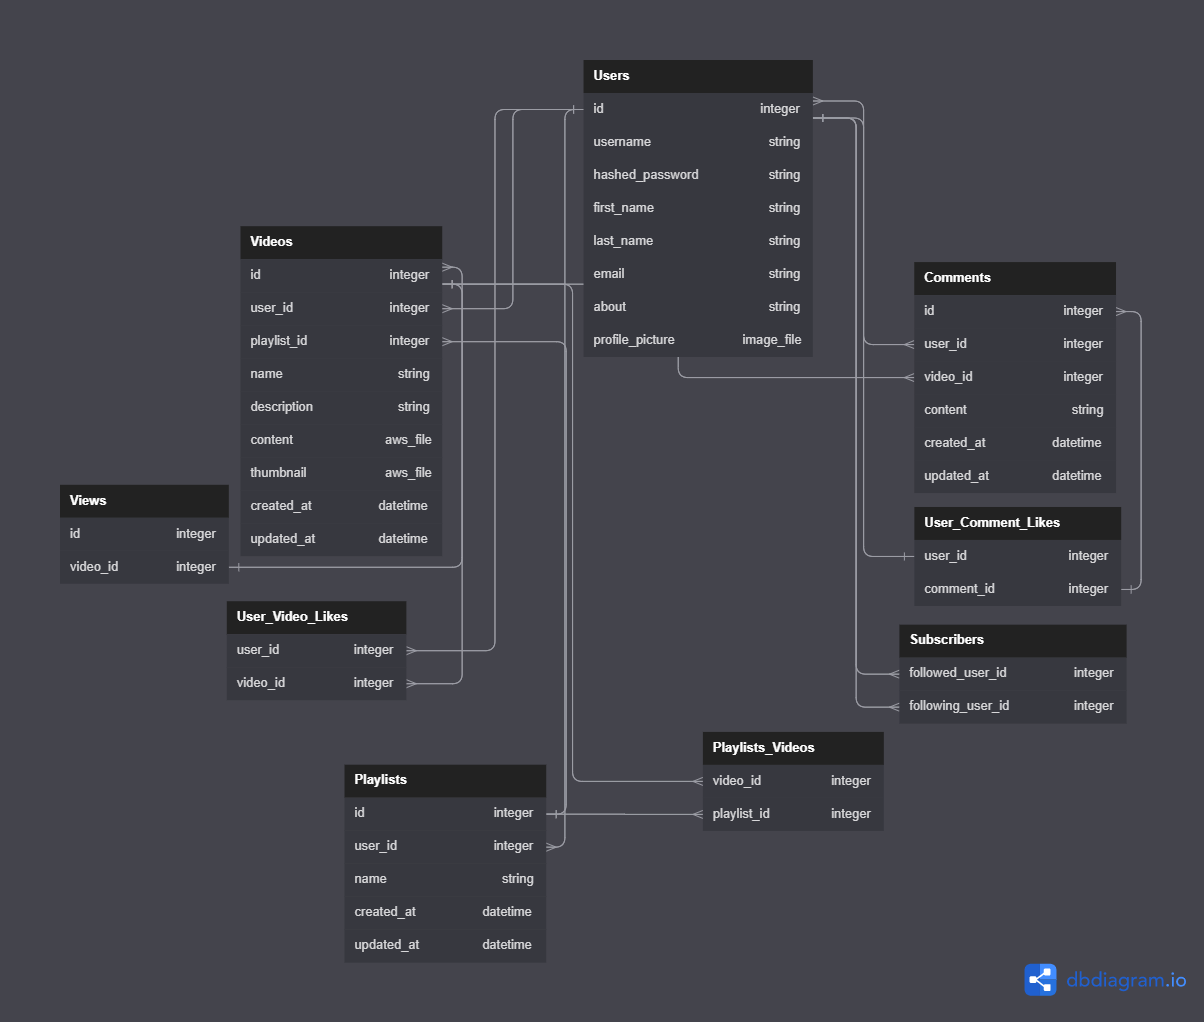 Users
id integer
username string
hashed_password string
first_name string
last_name string
email string
about string
profile_picture image_file
Videos
id integer
user_id integer
playlist_id integer
name string
description string
content aws_file
thumbnail aws_file
created_at datetime
updated_at datetime
Comments
id integer
user_id integer
video_id integer
content string
created_at datetime
updated_at datetime
Views
id integer
video_id integer
User_Comment_Likes
user_id integer
comment_id integer
User_Video_Likes
user_id integer
video_id integer
Subscribers
followed_user_id integer
following_user_id integer
Playlists_Videos
video_id integer
playlist_id integer
Playlists
id integer
user_id integer
name string
created_at datetime
updated_at datetime
dbdiagram.io